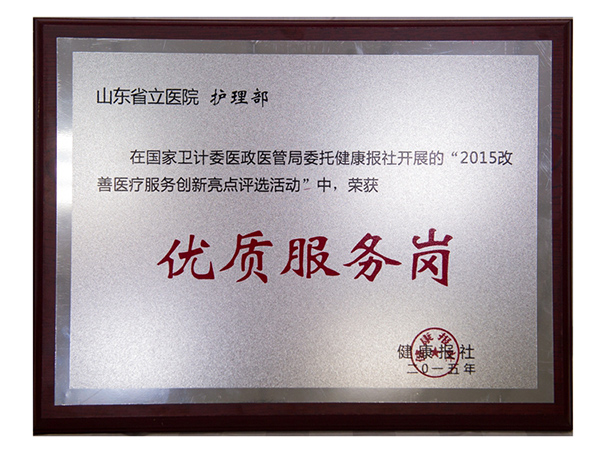 山东省立医院 护理部
在国家卫计委医政医管局委托健康报社开展的“2015改
善医疗服务创新亮点评选活动”中，荣获
优质服务岗
健康报社
二〇一五年